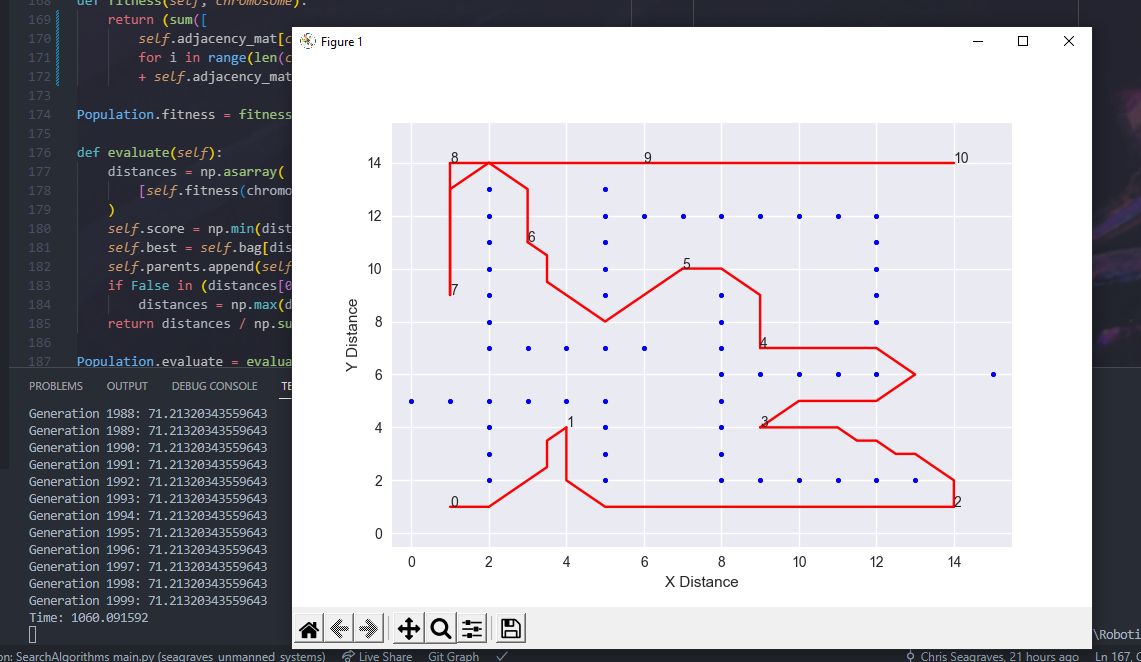 168 def fitness(self, chromosome):
169 return (sum([
170 self.adjacency_mat[c
171 for i in range(len(c
172 + self.adjacency_mat
173
174 Population.fitness = fitness
175
176 def evaluate(self):
177 distances = np.asarray(
178 [self.fitness(chromo
179 )
180 self.score = np.min(dist
181 self.best = self.bag[dis
182 self.parents.append(self
183 if False in (distances[0
184 distances = np.max(d
185 return distances / np.su
186
187 Population.evaluate = evalua
PROBLEMS OUTPUT DEBUG CONSOLE TE
Generation 1988: 71.21320343559643
Generation 1989: 71.21320343559643
Generation 1990: 71.21320343559643
Generation 1991: 71.21320343559643
Generation 1992: 71.21320343559643
Generation 1993: 71.21320343559643
Generation 1994: 71.21320343559643
Generation 1995: 71.21320343559643
Generation 1996: 71.21320343559643
Generation 1997: 71.21320343559643
Generation 1998: 71.21320343559643
Generation 1999: 71.21320343559643
Time: 1060.091592
Figure 1
8 9 10
14
12
6
10 5
7
8
4
6
1 3
4
2
0 2
0
Y Distance
0 2 4 6 8 10 12 14
X Distance
\Roboti
on: SearchAlgorithms main.py (seagraves_unmanned_systems) Live Share Git Graph Chris Seagraves, 21 hours ago Ln 167, C